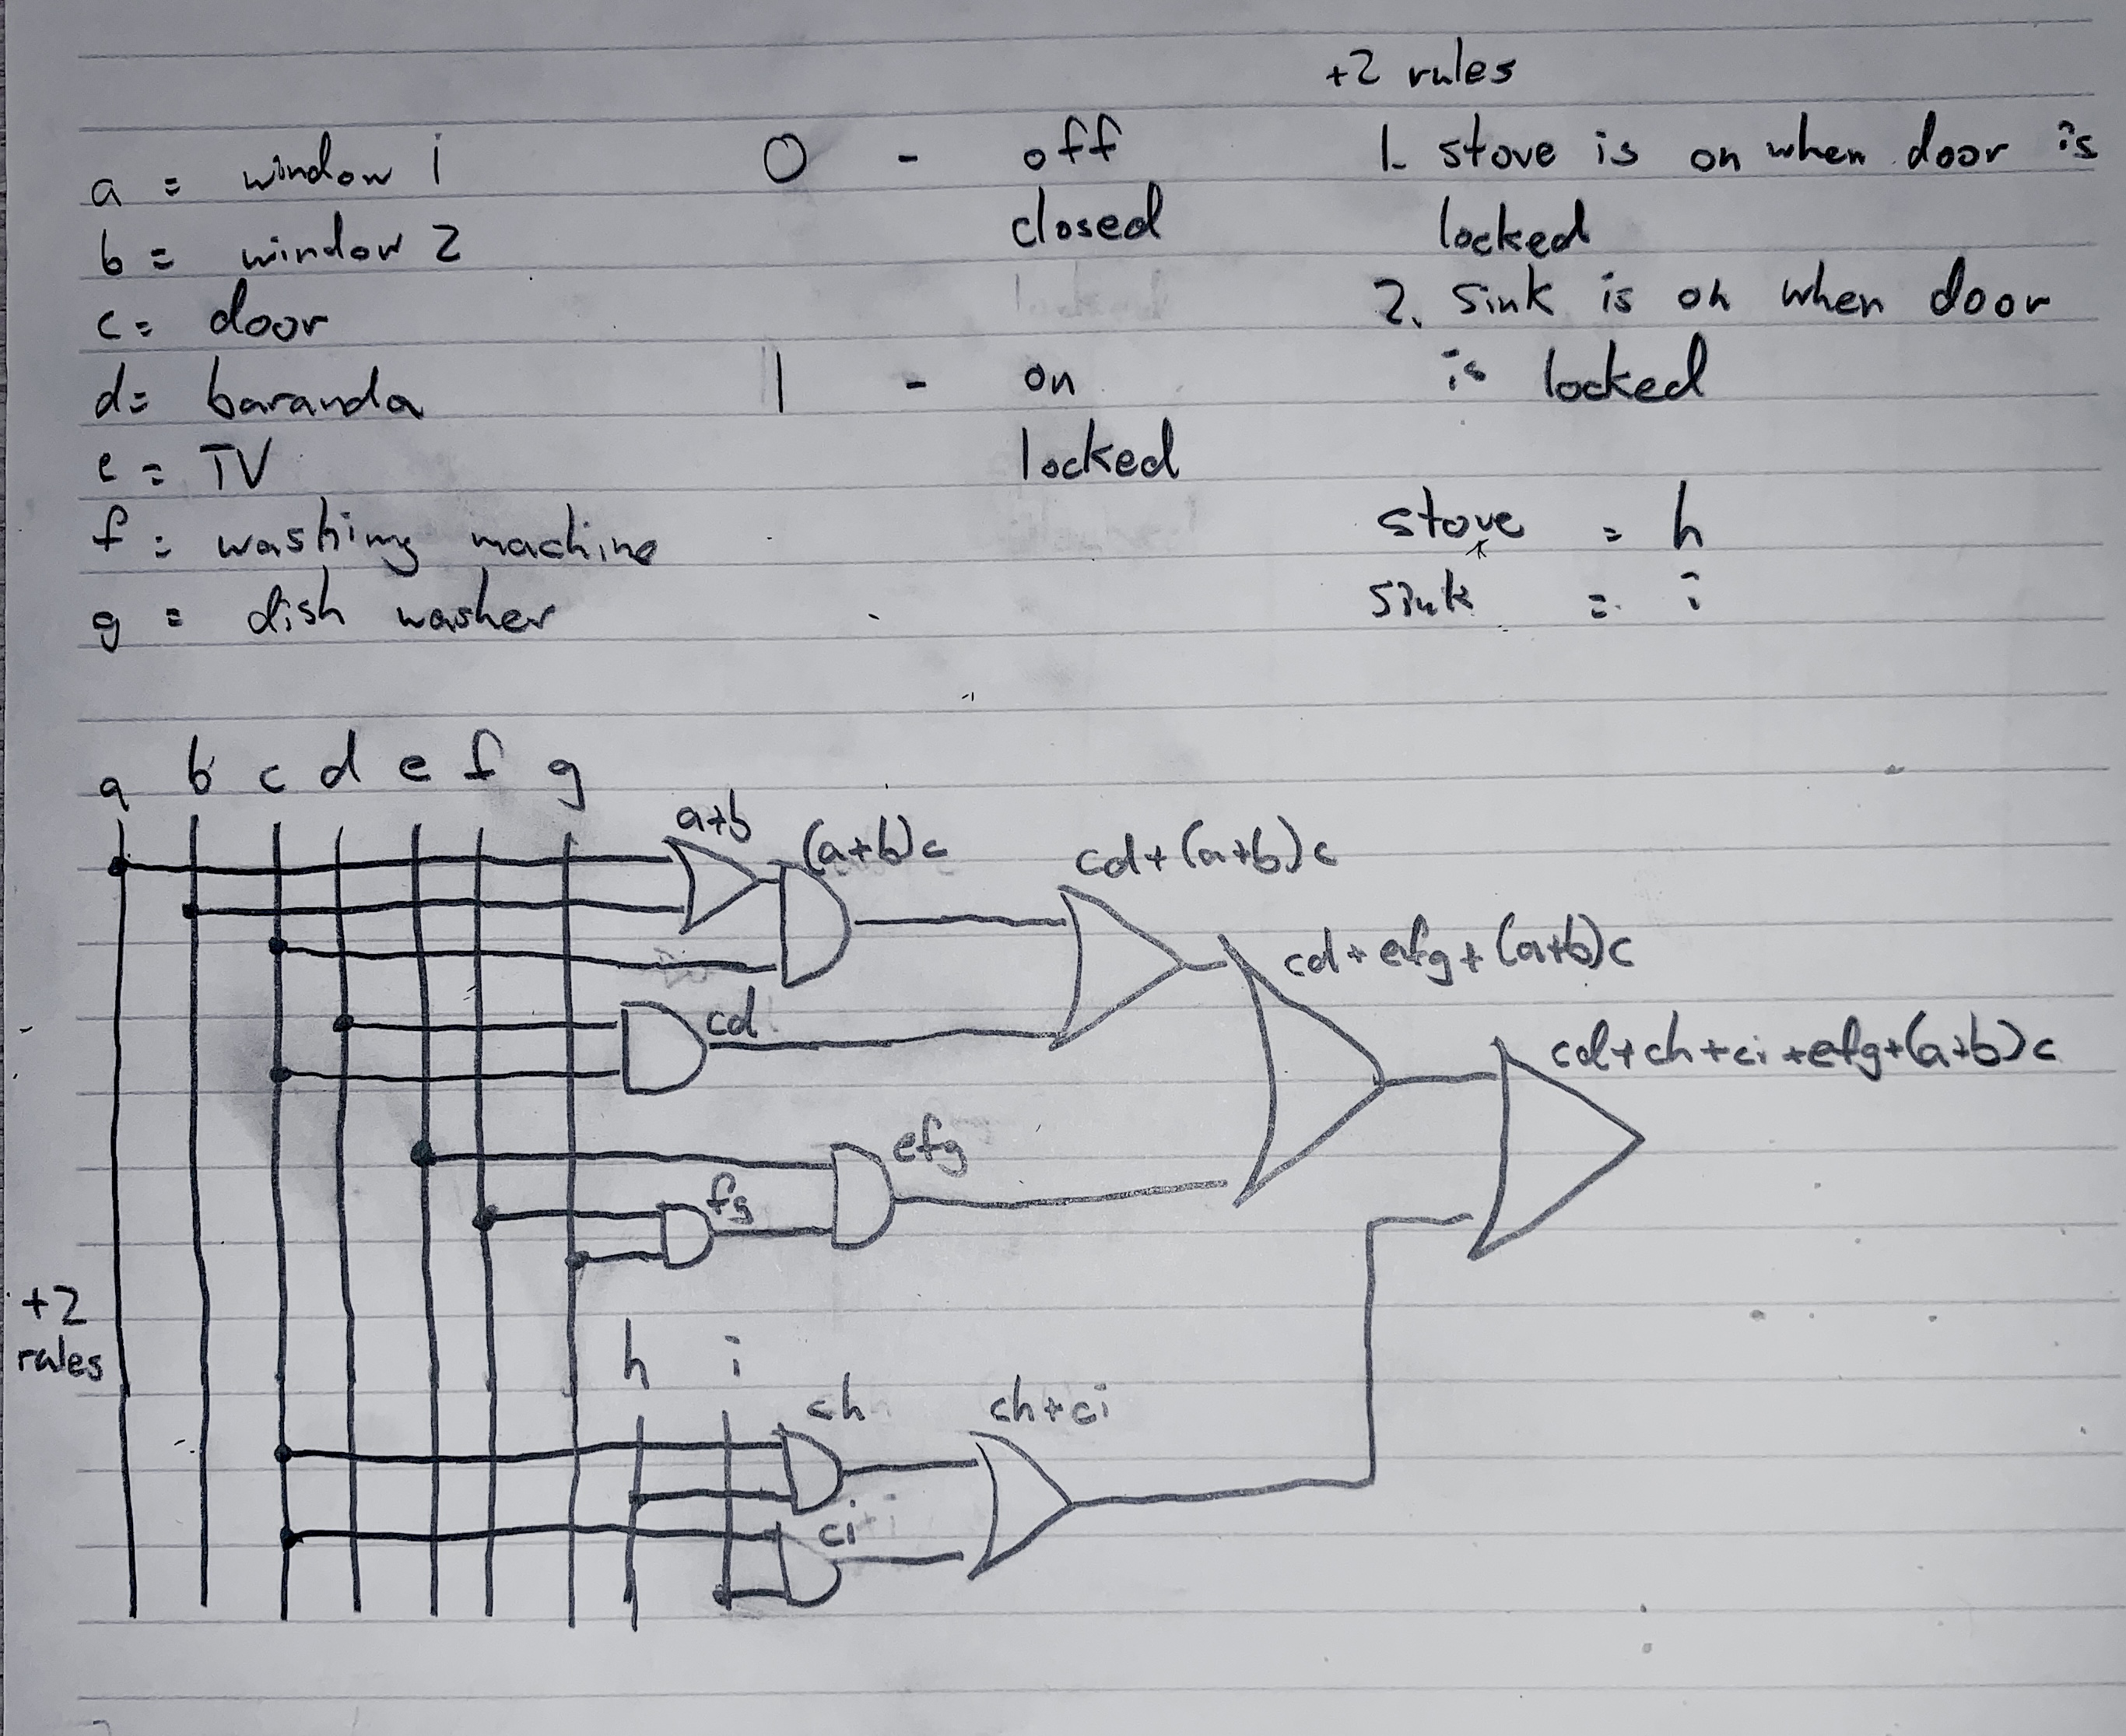 +2 rules
a = window 1
0 - off
1. stove is on when door is
b = window 2
closed
locked
c = door
2. sink is on when door
d = baranda
1 - on
is locked
e = TV
locked
f = washing machine
stove = h
g = dish washer
sink = i
a b c d e f g
a+b
(a+b)c
cd+(a+b)c
cd+efg+(a+b)c
cd
cd+ch+ci+efg+(a+b)c
efg
fg
+2
rules
h i
ch
ch+ci
ci